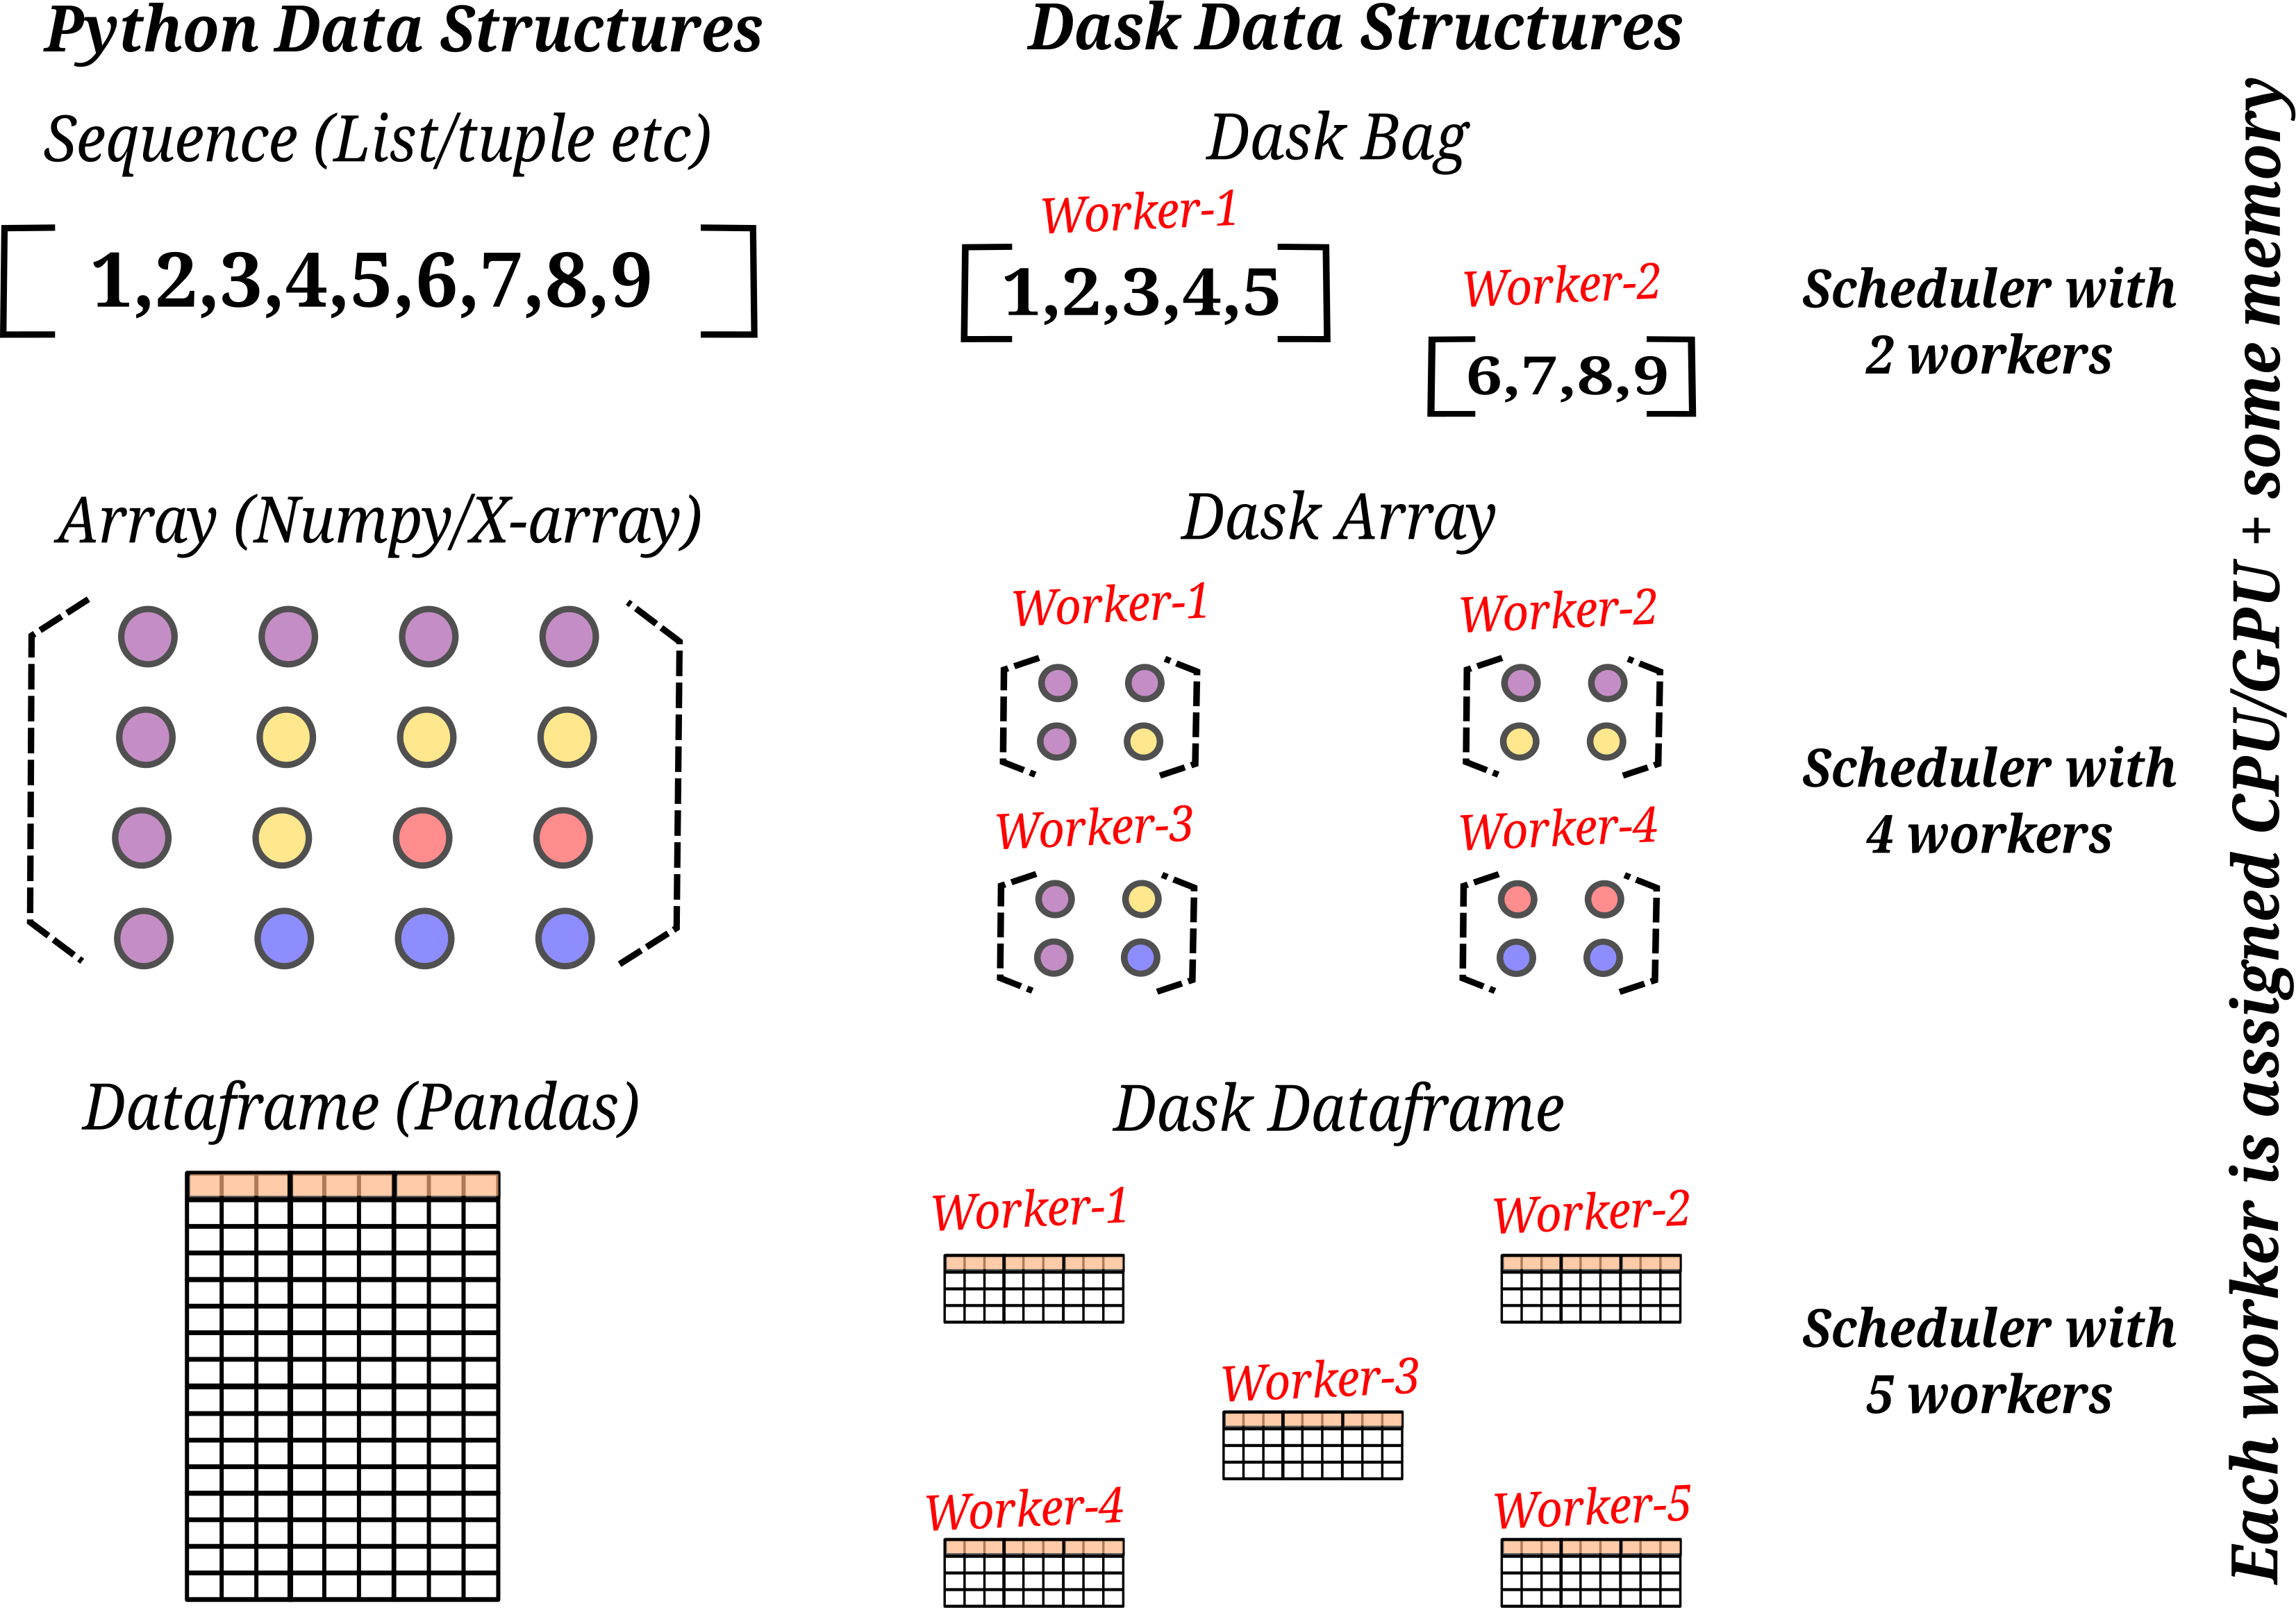 Python Data Structures
Dask Data Structures
Sequence (List/tuple etc)
Dask Bag
1,2,3,4,5,6,7,8,9
Worker-1
1,2,3,4,5
Worker-2
6,7,8,9
Scheduler with
2 workers
Array (Numpy/X-array)
Dask Array
Worker-1
Worker-2
Worker-3
Worker-4
Scheduler with
4 workers
Dataframe (Pandas)
Dask Dataframe
Worker-1
Worker-2
Worker-3
Worker-4
Worker-5
Scheduler with
5 workers
Each worker is assigned CPU/GPU + some memory